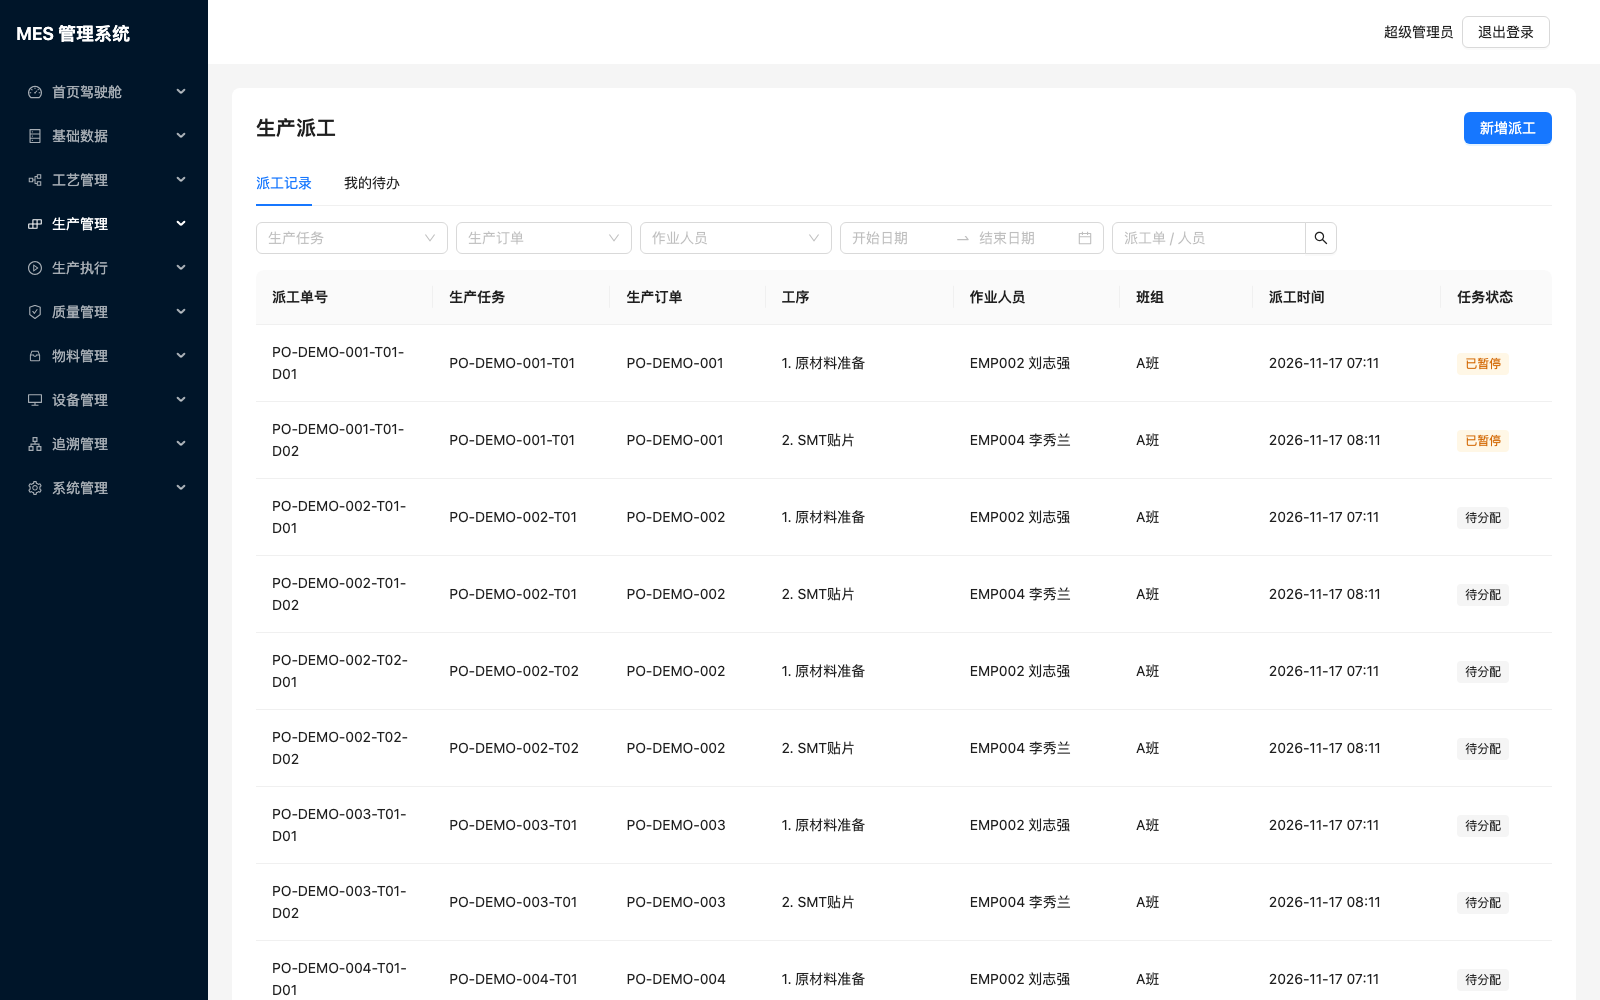 MES 管理系统
首页驾驶舱
基础数据
工艺管理
生产管理
生产执行
质量管理
物料管理
设备管理
追溯管理
系统管理
超级管理员 退出登录
生产派工 新增派工
派工记录 我的待办
生产任务 生产订单 作业人员 开始日期 结束日期 派工单 / 人员
派工单号 生产任务 生产订单 工序 作业人员 班组 派工时间 任务状态
PO-DEMO-001-T01-
D01 PO-DEMO-001-T01 PO-DEMO-001 1. 原材料准备 EMP002 刘志强 A班 2026-11-17 07:11 已暂停
PO-DEMO-001-T01-
D02 PO-DEMO-001-T01 PO-DEMO-001 2. SMT贴片 EMP004 李秀兰 A班 2026-11-17 08:11 已暂停
PO-DEMO-002-T01-
D01 PO-DEMO-002-T01 PO-DEMO-002 1. 原材料准备 EMP002 刘志强 A班 2026-11-17 07:11 待分配
PO-DEMO-002-T01-
D02 PO-DEMO-002-T01 PO-DEMO-002 2. SMT贴片 EMP004 李秀兰 A班 2026-11-17 08:11 待分配
PO-DEMO-002-T02-
D01 PO-DEMO-002-T02 PO-DEMO-002 1. 原材料准备 EMP002 刘志强 A班 2026-11-17 07:11 待分配
PO-DEMO-002-T02-
D02 PO-DEMO-002-T02 PO-DEMO-002 2. SMT贴片 EMP004 李秀兰 A班 2026-11-17 08:11 待分配
PO-DEMO-003-T01-
D01 PO-DEMO-003-T01 PO-DEMO-003 1. 原材料准备 EMP002 刘志强 A班 2026-11-17 07:11 待分配
PO-DEMO-003-T01-
D02 PO-DEMO-003-T01 PO-DEMO-003 2. SMT贴片 EMP004 李秀兰 A班 2026-11-17 08:11 待分配
PO-DEMO-004-T01-
D01 PO-DEMO-004-T01 PO-DEMO-004 1. 原材料准备 EMP002 刘志强 A班 2026-11-17 07:11 待分配